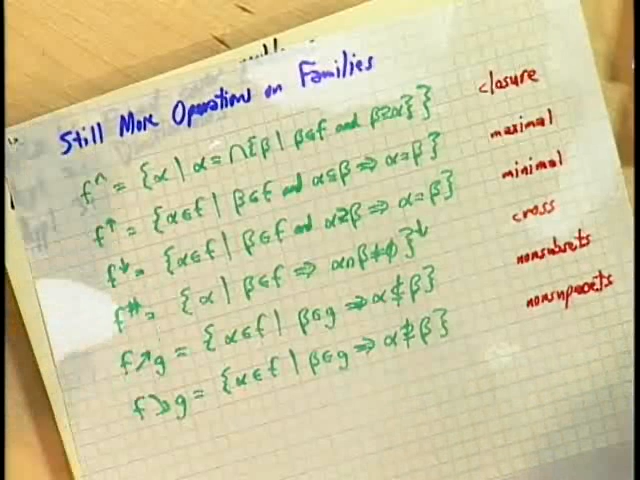 Still More Operations on Families
f^∩ = {α | α = ∩{β | β∈f and β⊇α}} closure
f^↑ = {α∈f | β∈f and α⊆β ⟹ α=β} maximal
f^↓ = {α∈f | β∈f and α⊇β ⟹ α=β} minimal
f^# = {α | β∈f ⟹ α∩β≠∅}^↓ cross
f↗g = {α∈f | β∈g ⟹ α⊈β} nonsubsets
f↘g = {α∈f | β∈g ⟹ α⊉β} nonsupersets